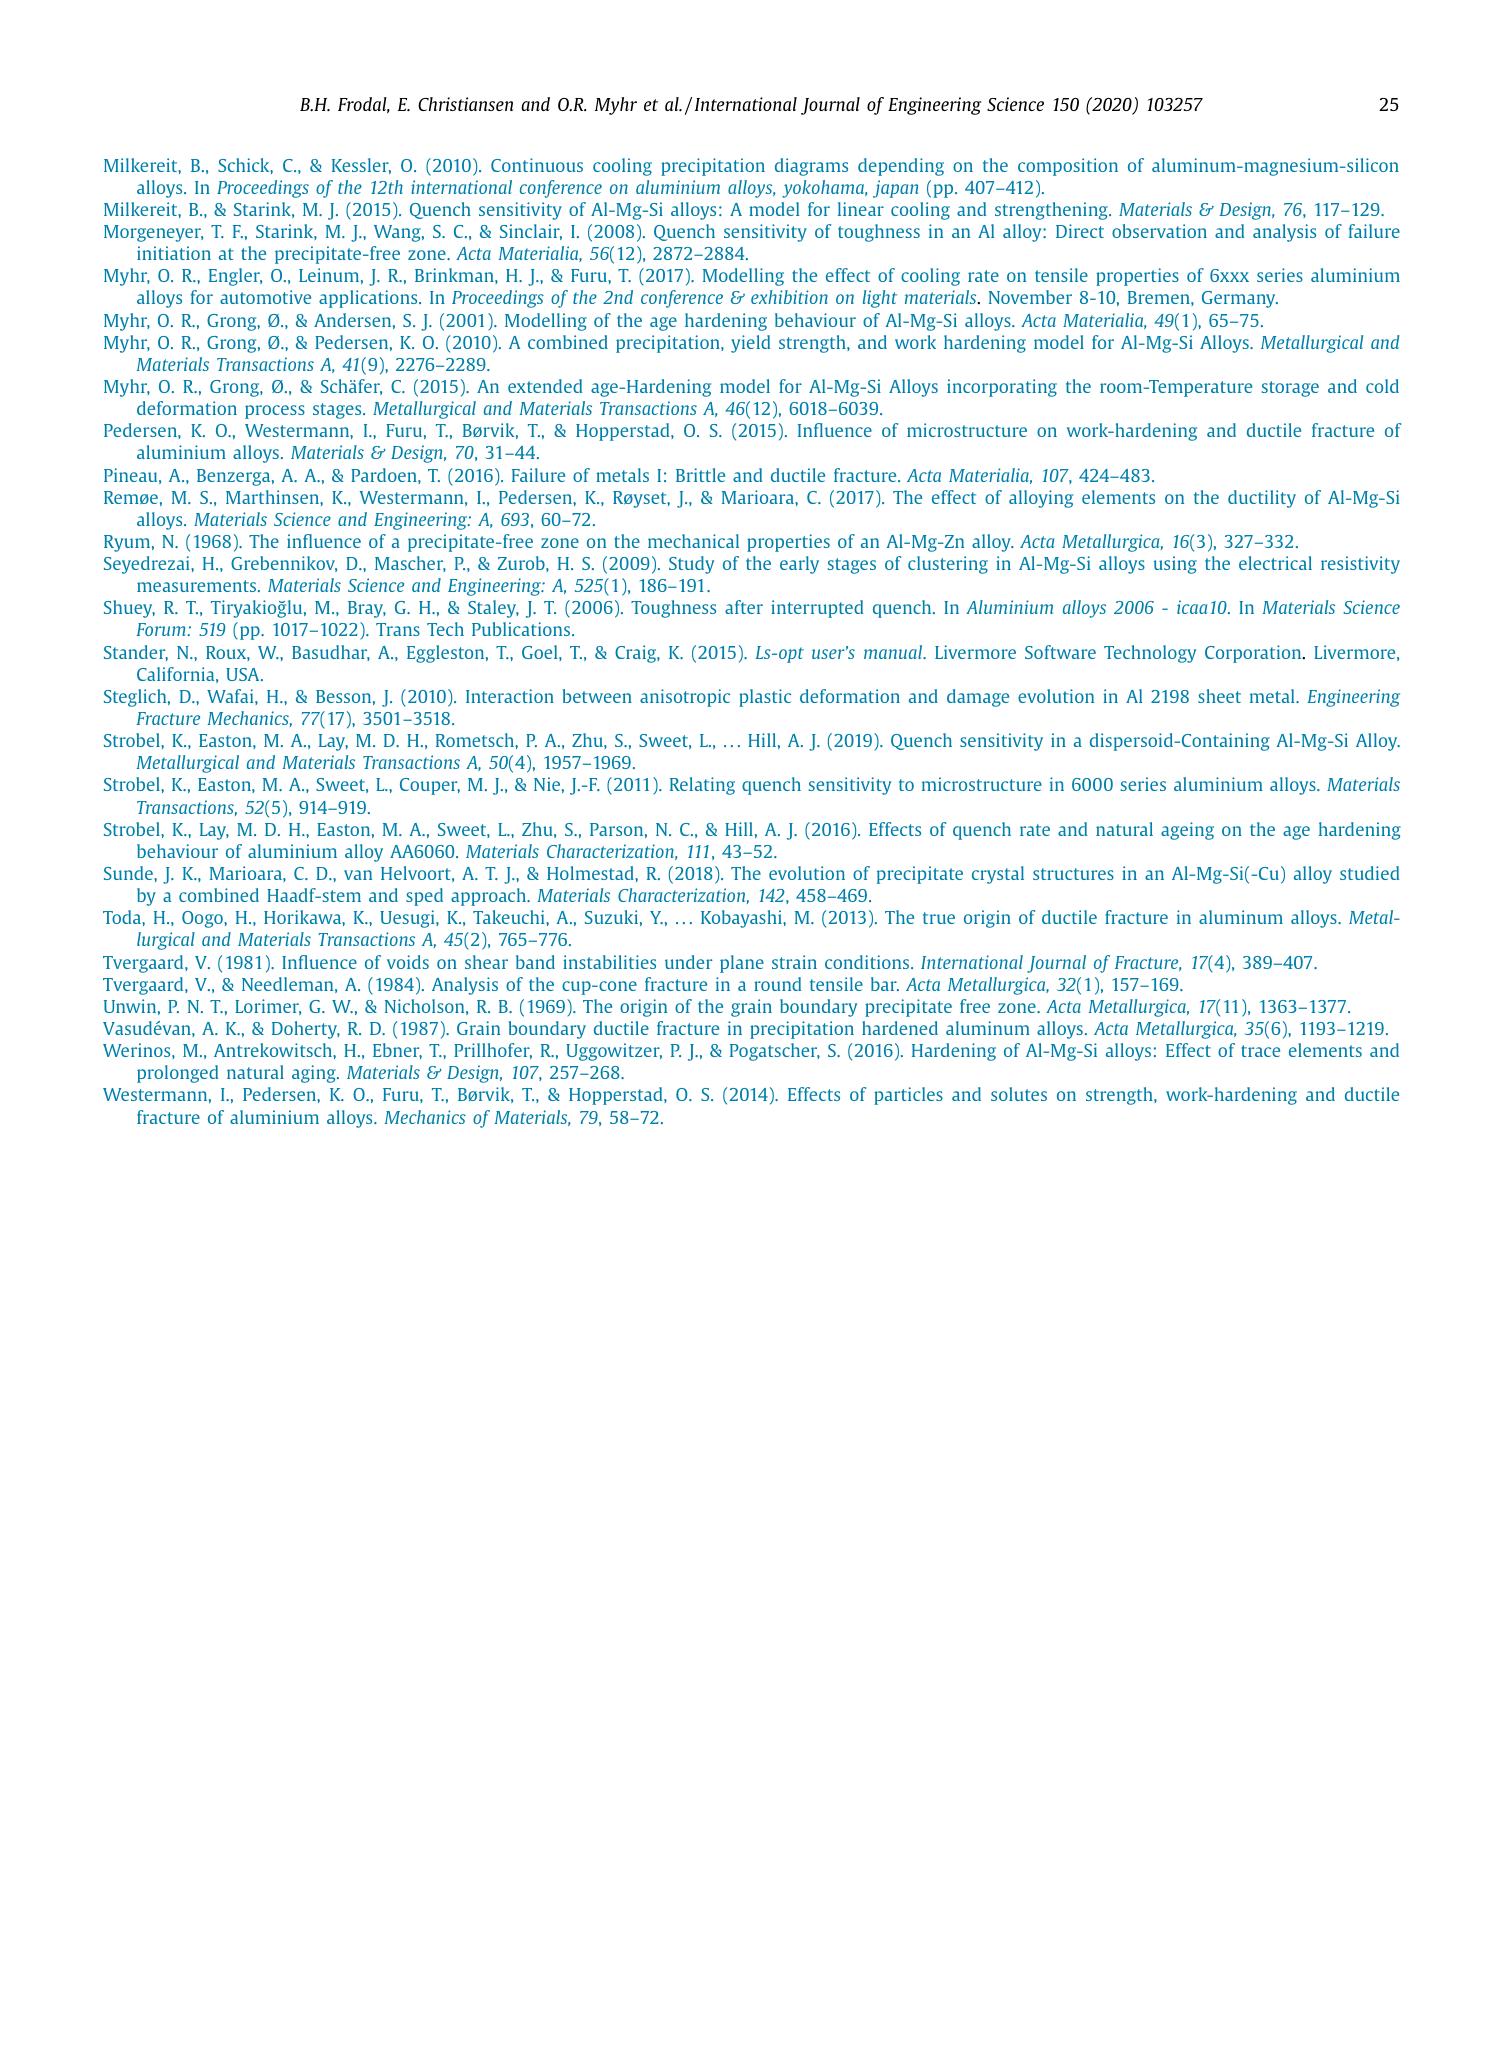 B.H. Frodal, E. Christiansen and O.R. Myhr et al./International Journal of Engineering Science 150 (2020) 103257 25
Milkereit, B., Schick, C., & Kessler, O. (2010). Continuous cooling precipitation diagrams depending on the composition of aluminum-magnesium-silicon
alloys. In Proceedings of the 12th international conference on aluminium alloys, yokohama, japan (pp. 407–412).
Milkereit, B., & Starink, M. J. (2015). Quench sensitivity of Al-Mg-Si alloys: A model for linear cooling and strengthening. Materials & Design, 76, 117–129.
Morgeneyer, T. F., Starink, M. J., Wang, S. C., & Sinclair, I. (2008). Quench sensitivity of toughness in an Al alloy: Direct observation and analysis of failure
initiation at the precipitate-free zone. Acta Materialia, 56(12), 2872–2884.
Myhr, O. R., Engler, O., Leinum, J. R., Brinkman, H. J., & Furu, T. (2017). Modelling the effect of cooling rate on tensile properties of 6xxx series aluminium
alloys for automotive applications. In Proceedings of the 2nd conference & exhibition on light materials. November 8-10, Bremen, Germany.
Myhr, O. R., Grong, Ø., & Andersen, S. J. (2001). Modelling of the age hardening behaviour of Al-Mg-Si alloys. Acta Materialia, 49(1), 65–75.
Myhr, O. R., Grong, Ø., & Pedersen, K. O. (2010). A combined precipitation, yield strength, and work hardening model for Al-Mg-Si Alloys. Metallurgical and
Materials Transactions A, 41(9), 2276–2289.
Myhr, O. R., Grong, Ø., & Schäfer, C. (2015). An extended age-Hardening model for Al-Mg-Si Alloys incorporating the room-Temperature storage and cold
deformation process stages. Metallurgical and Materials Transactions A, 46(12), 6018–6039.
Pedersen, K. O., Westermann, I., Furu, T., Børvik, T., & Hopperstad, O. S. (2015). Influence of microstructure on work-hardening and ductile fracture of
aluminium alloys. Materials & Design, 70, 31–44.
Pineau, A., Benzerga, A. A., & Pardoen, T. (2016). Failure of metals I: Brittle and ductile fracture. Acta Materialia, 107, 424–483.
Remøe, M. S., Marthinsen, K., Westermann, I., Pedersen, K., Røyset, J., & Marioara, C. (2017). The effect of alloying elements on the ductility of Al-Mg-Si
alloys. Materials Science and Engineering: A, 693, 60–72.
Ryum, N. (1968). The influence of a precipitate-free zone on the mechanical properties of an Al-Mg-Zn alloy. Acta Metallurgica, 16(3), 327–332.
Seyedrezai, H., Grebennikov, D., Mascher, P., & Zurob, H. S. (2009). Study of the early stages of clustering in Al-Mg-Si alloys using the electrical resistivity
measurements. Materials Science and Engineering: A, 525(1), 186–191.
Shuey, R. T., Tiryakioğlu, M., Bray, G. H., & Staley, J. T. (2006). Toughness after interrupted quench. In Aluminium alloys 2006 - icaa10. In Materials Science
Forum: 519 (pp. 1017–1022). Trans Tech Publications.
Stander, N., Roux, W., Basudhar, A., Eggleston, T., Goel, T., & Craig, K. (2015). Ls-opt user’s manual. Livermore Software Technology Corporation. Livermore,
California, USA.
Steglich, D., Wafai, H., & Besson, J. (2010). Interaction between anisotropic plastic deformation and damage evolution in Al 2198 sheet metal. Engineering
Fracture Mechanics, 77(17), 3501–3518.
Strobel, K., Easton, M. A., Lay, M. D. H., Rometsch, P. A., Zhu, S., Sweet, L., … Hill, A. J. (2019). Quench sensitivity in a dispersoid-Containing Al-Mg-Si Alloy.
Metallurgical and Materials Transactions A, 50(4), 1957–1969.
Strobel, K., Easton, M. A., Sweet, L., Couper, M. J., & Nie, J.-F. (2011). Relating quench sensitivity to microstructure in 6000 series aluminium alloys. Materials
Transactions, 52(5), 914–919.
Strobel, K., Lay, M. D. H., Easton, M. A., Sweet, L., Zhu, S., Parson, N. C., & Hill, A. J. (2016). Effects of quench rate and natural ageing on the age hardening
behaviour of aluminium alloy AA6060. Materials Characterization, 111, 43–52.
Sunde, J. K., Marioara, C. D., van Helvoort, A. T. J., & Holmestad, R. (2018). The evolution of precipitate crystal structures in an Al-Mg-Si(-Cu) alloy studied
by a combined Haadf-stem and sped approach. Materials Characterization, 142, 458–469.
Toda, H., Oogo, H., Horikawa, K., Uesugi, K., Takeuchi, A., Suzuki, Y., … Kobayashi, M. (2013). The true origin of ductile fracture in aluminum alloys. Metal-
lurgical and Materials Transactions A, 45(2), 765–776.
Tvergaard, V. (1981). Influence of voids on shear band instabilities under plane strain conditions. International Journal of Fracture, 17(4), 389–407.
Tvergaard, V., & Needleman, A. (1984). Analysis of the cup-cone fracture in a round tensile bar. Acta Metallurgica, 32(1), 157–169.
Unwin, P. N. T., Lorimer, G. W., & Nicholson, R. B. (1969). The origin of the grain boundary precipitate free zone. Acta Metallurgica, 17(11), 1363–1377.
Vasudévan, A. K., & Doherty, R. D. (1987). Grain boundary ductile fracture in precipitation hardened aluminum alloys. Acta Metallurgica, 35(6), 1193–1219.
Werinos, M., Antrekowitsch, H., Ebner, T., Prillhofer, R., Uggowitzer, P. J., & Pogatscher, S. (2016). Hardening of Al-Mg-Si alloys: Effect of trace elements and
prolonged natural aging. Materials & Design, 107, 257–268.
Westermann, I., Pedersen, K. O., Furu, T., Børvik, T., & Hopperstad, O. S. (2014). Effects of particles and solutes on strength, work-hardening and ductile
fracture of aluminium alloys. Mechanics of Materials, 79, 58–72.